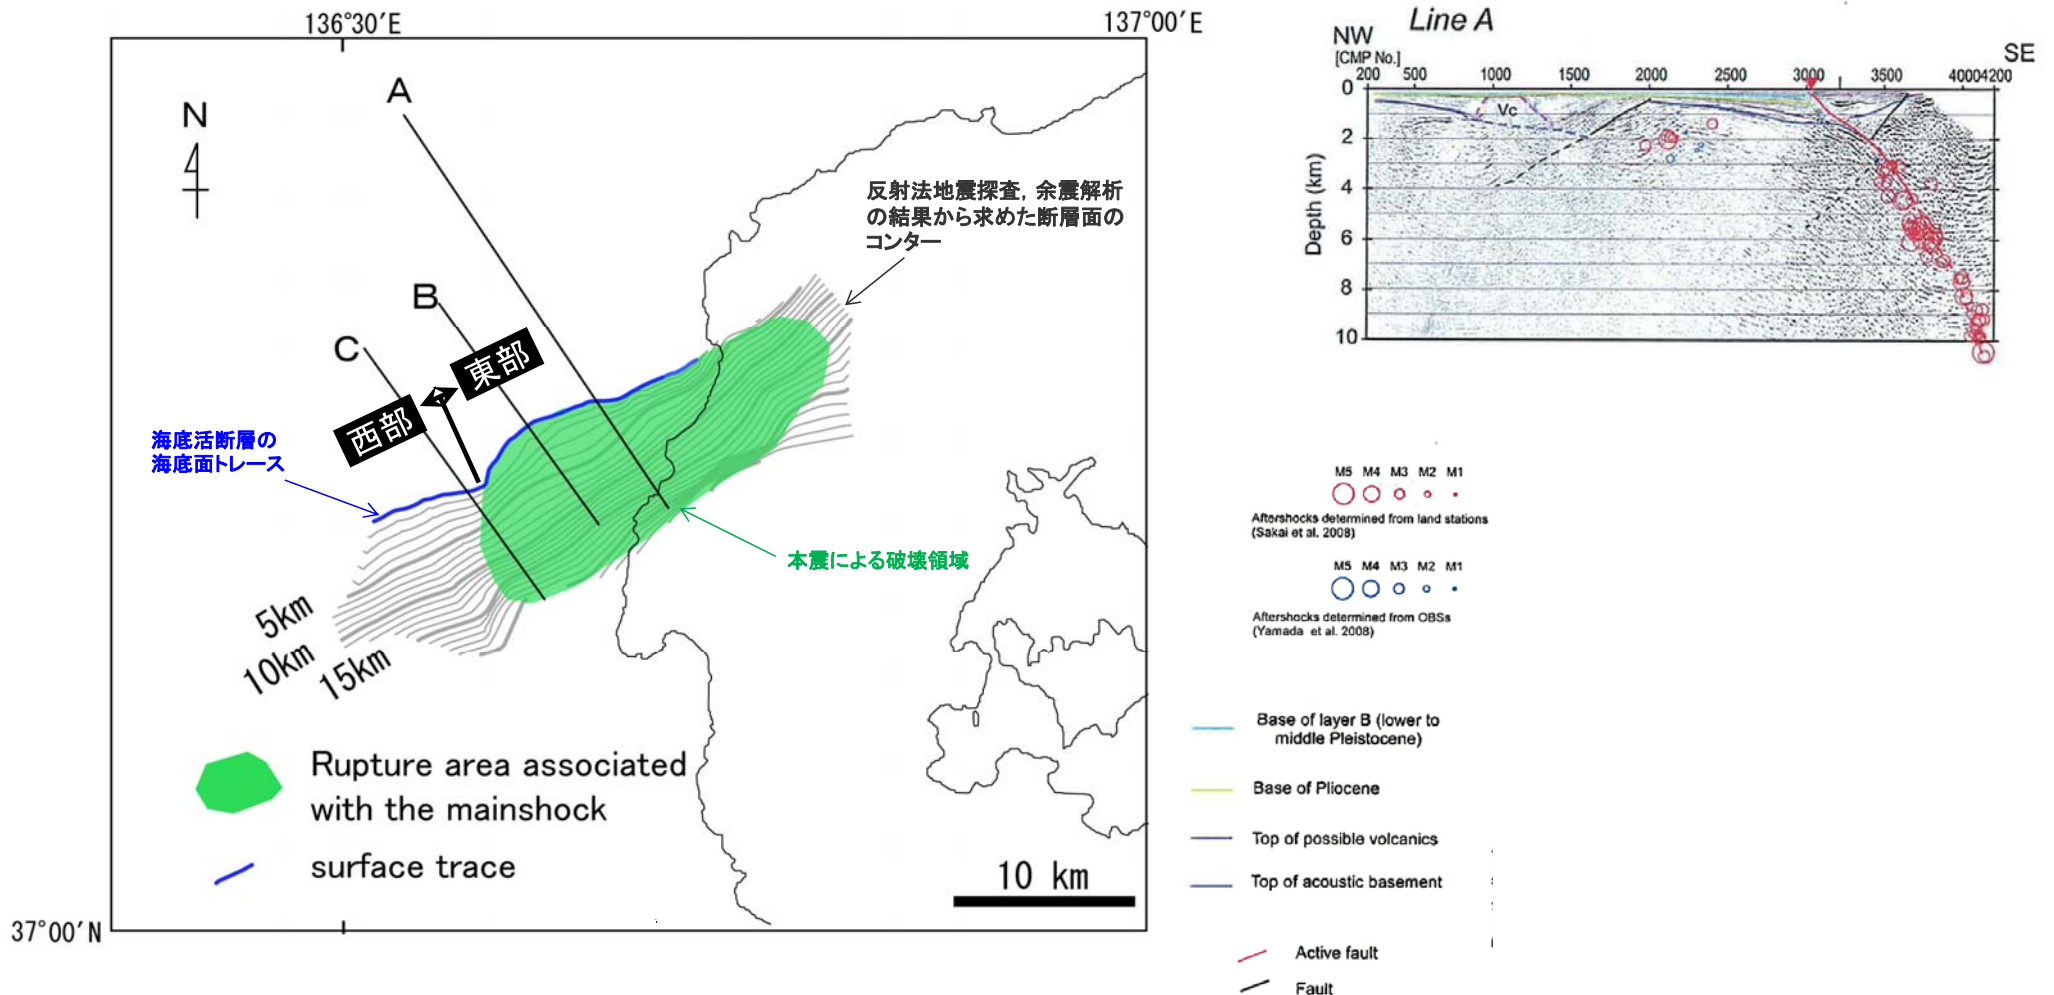 136°30′E
137°00′E
N
A
B
C
東部
西部
反射法地震探査，余震解析
の結果から求めた断層面の
コンター
海底活断層の
海底面トレース
本震による破壊領域
5km
10km
15km
Rupture area associated
with the mainshock
surface trace
10 km
37°00′N
Line A
NW
SE
[CMP No.]
200 500 1000 1500 2000 2500 3000 3500 4000 4200
Depth (km)
0
2
4
6
8
10
Vc
M5 M4 M3 M2 M1
Aftershocks determined from land stations
(Sakai et al. 2008)
M5 M4 M3 M2 M1
Aftershocks determined from OBSs
(Yamada et al. 2008)
Base of layer B (lower to
middle Pleistocene)
Base of Pliocene
Top of possible volcanics
Top of acoustic basement
Active fault
Fault